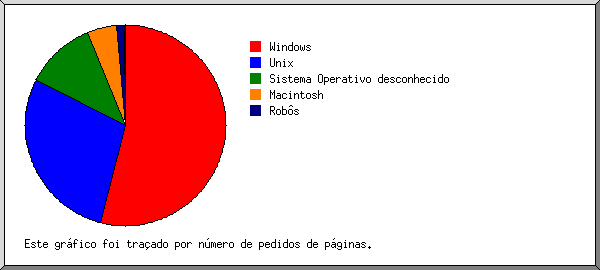 Windows
Unix
Sistema Operativo desconhecido
Macintosh
Robôs
Este gráfico foi traçado por número de pedidos de páginas.